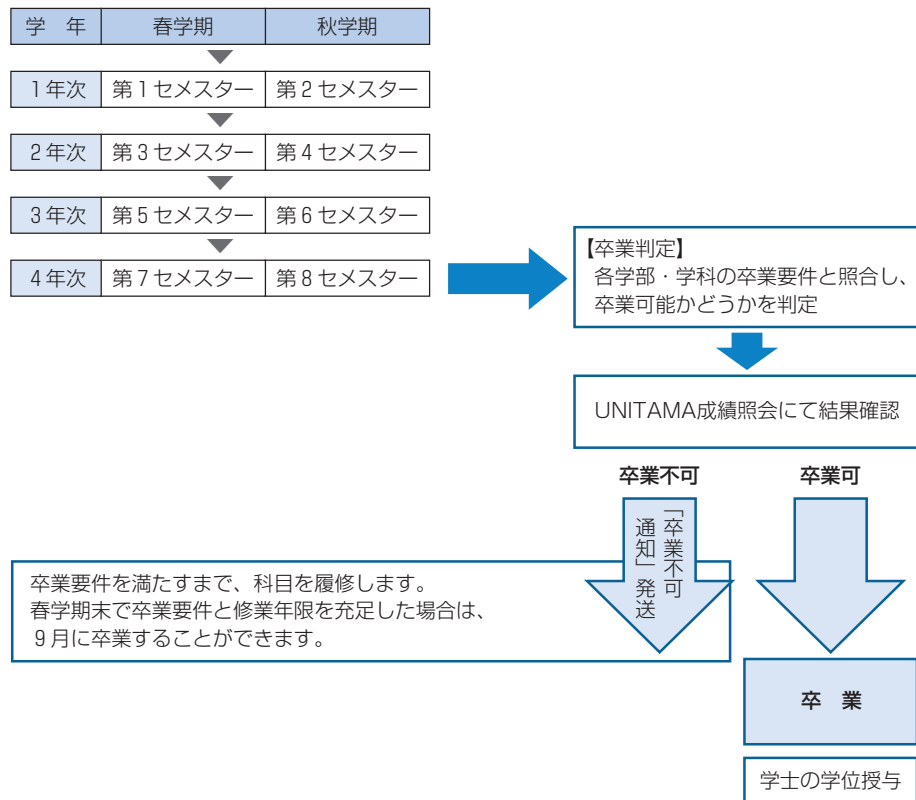 学　年 春学期 秋学期
1年次 第1セメスター 第2セメスター
2年次 第3セメスター 第4セメスター
3年次 第5セメスター 第6セメスター
4年次 第7セメスター 第8セメスター
【卒業判定】
各学部・学科の卒業要件と照合し、
卒業可能かどうかを判定
UNITAMA成績照会にて結果確認
卒業不可 卒業可
「卒業不可
通知」発送
卒業要件を満たすまで、科目を履修します。
春学期末で卒業要件と修業年限を充足した場合は、
9月に卒業することができます。
卒　業
学士の学位授与